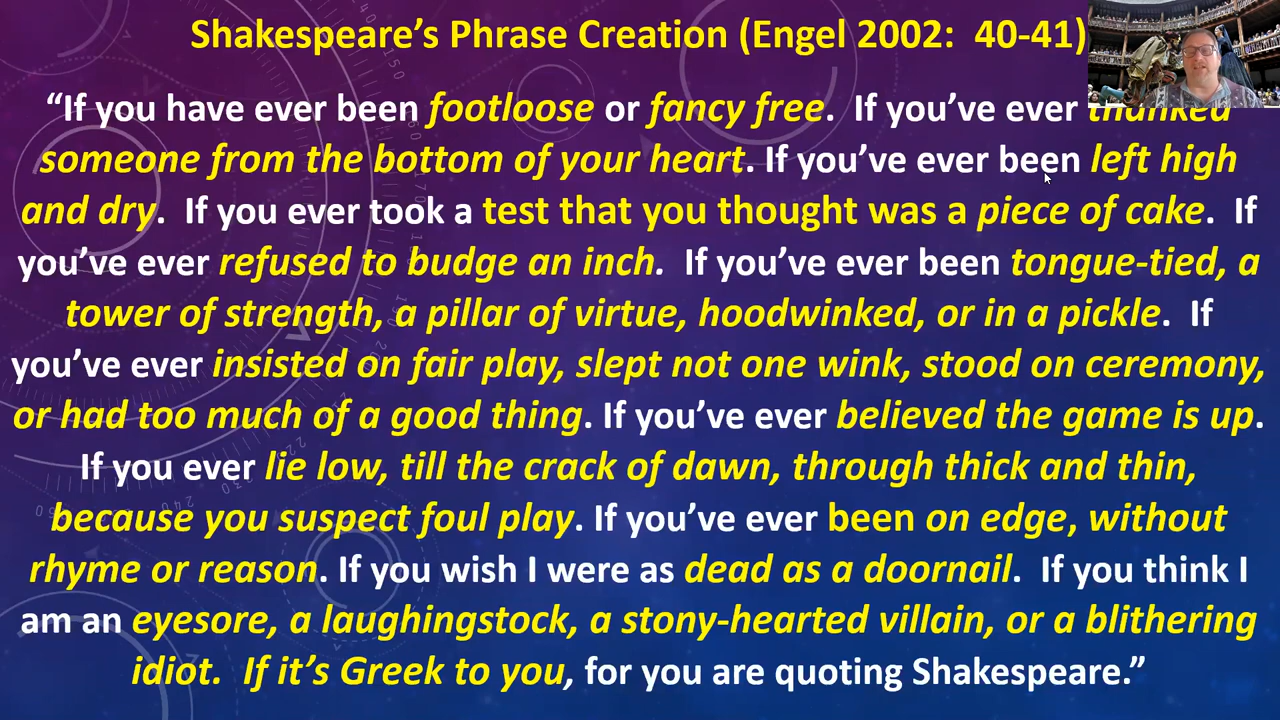 Shakespeare’s Phrase Creation (Engel 2002: 40-41)
“If you have ever been footloose or fancy free. If you’ve ever thanked
someone from the bottom of your heart. If you’ve ever been left high
and dry. If you ever took a test that you thought was a piece of cake. If
you’ve ever refused to budge an inch. If you’ve ever been tongue-tied, a
tower of strength, a pillar of virtue, hoodwinked, or in a pickle. If
you’ve ever insisted on fair play, slept not one wink, stood on ceremony,
or had too much of a good thing. If you’ve ever believed the game is up.
If you ever lie low, till the crack of dawn, through thick and thin,
because you suspect foul play. If you’ve ever been on edge, without
rhyme or reason. If you wish I were as dead as a doornail. If you think I
am an eyesore, a laughingstock, a stony-hearted villain, or a blithering
idiot. If it’s Greek to you, for you are quoting Shakespeare.”